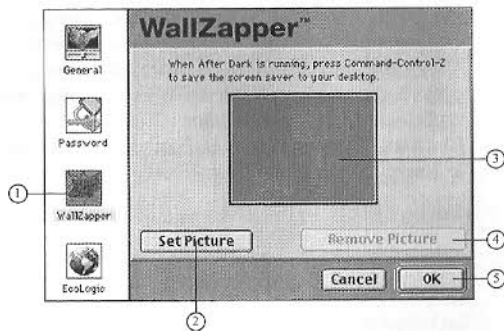 WallZapper™
General
When After Dark is running, press Command-Control-Z
to save the screen saver to your desktop.
Password
3
1
WallZapper
Set Picture
Remove Picture
4
EcoLogic
Cancel
OK
5
2